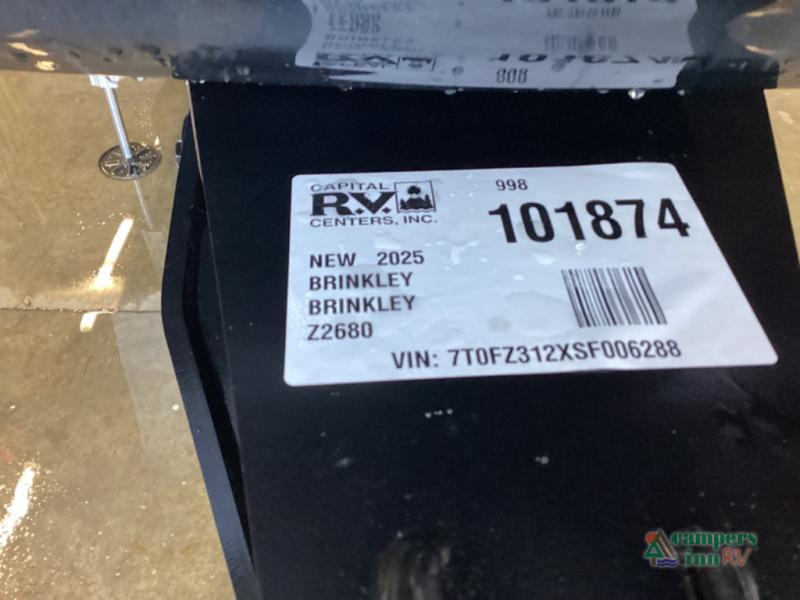 CAPITAL
R.V.
CENTERS, INC.
998
101874
NEW 2025
BRINKLEY
BRINKLEY
Z2680
VIN: 7T0FZ312XSF006288
campers
inn RV